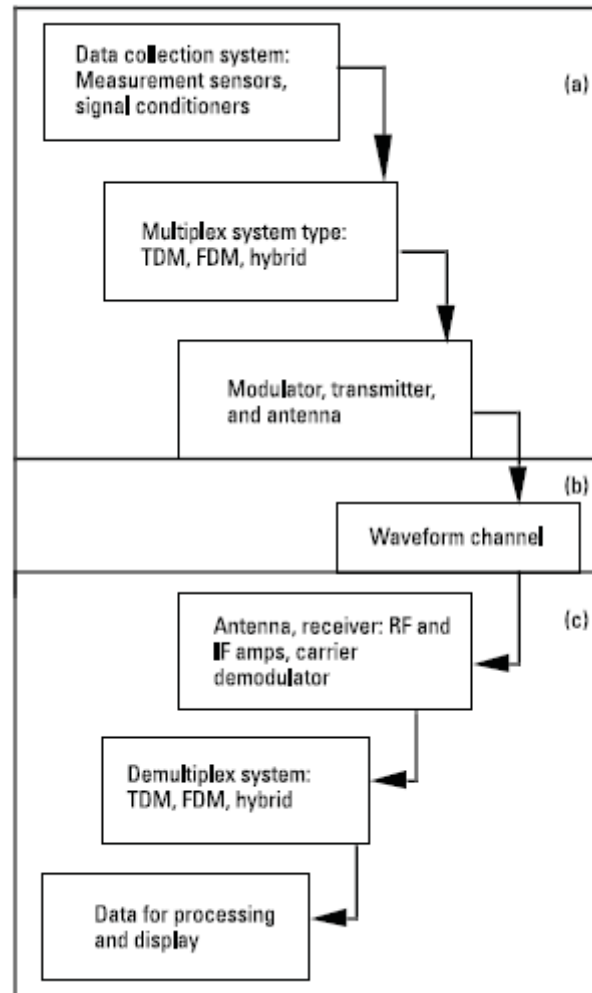 Data collection system:
Measurement sensors,
signal conditioners
(a)
Multiplex system type:
TDM, FDM, hybrid
Modulator, transmitter,
and antenna
(b)
Waveform channel
(c)
Antenna, receiver: RF and
IF amps, carrier
demodulator
Demultiplex system:
TDM, FDM, hybrid
Data for processing
and display